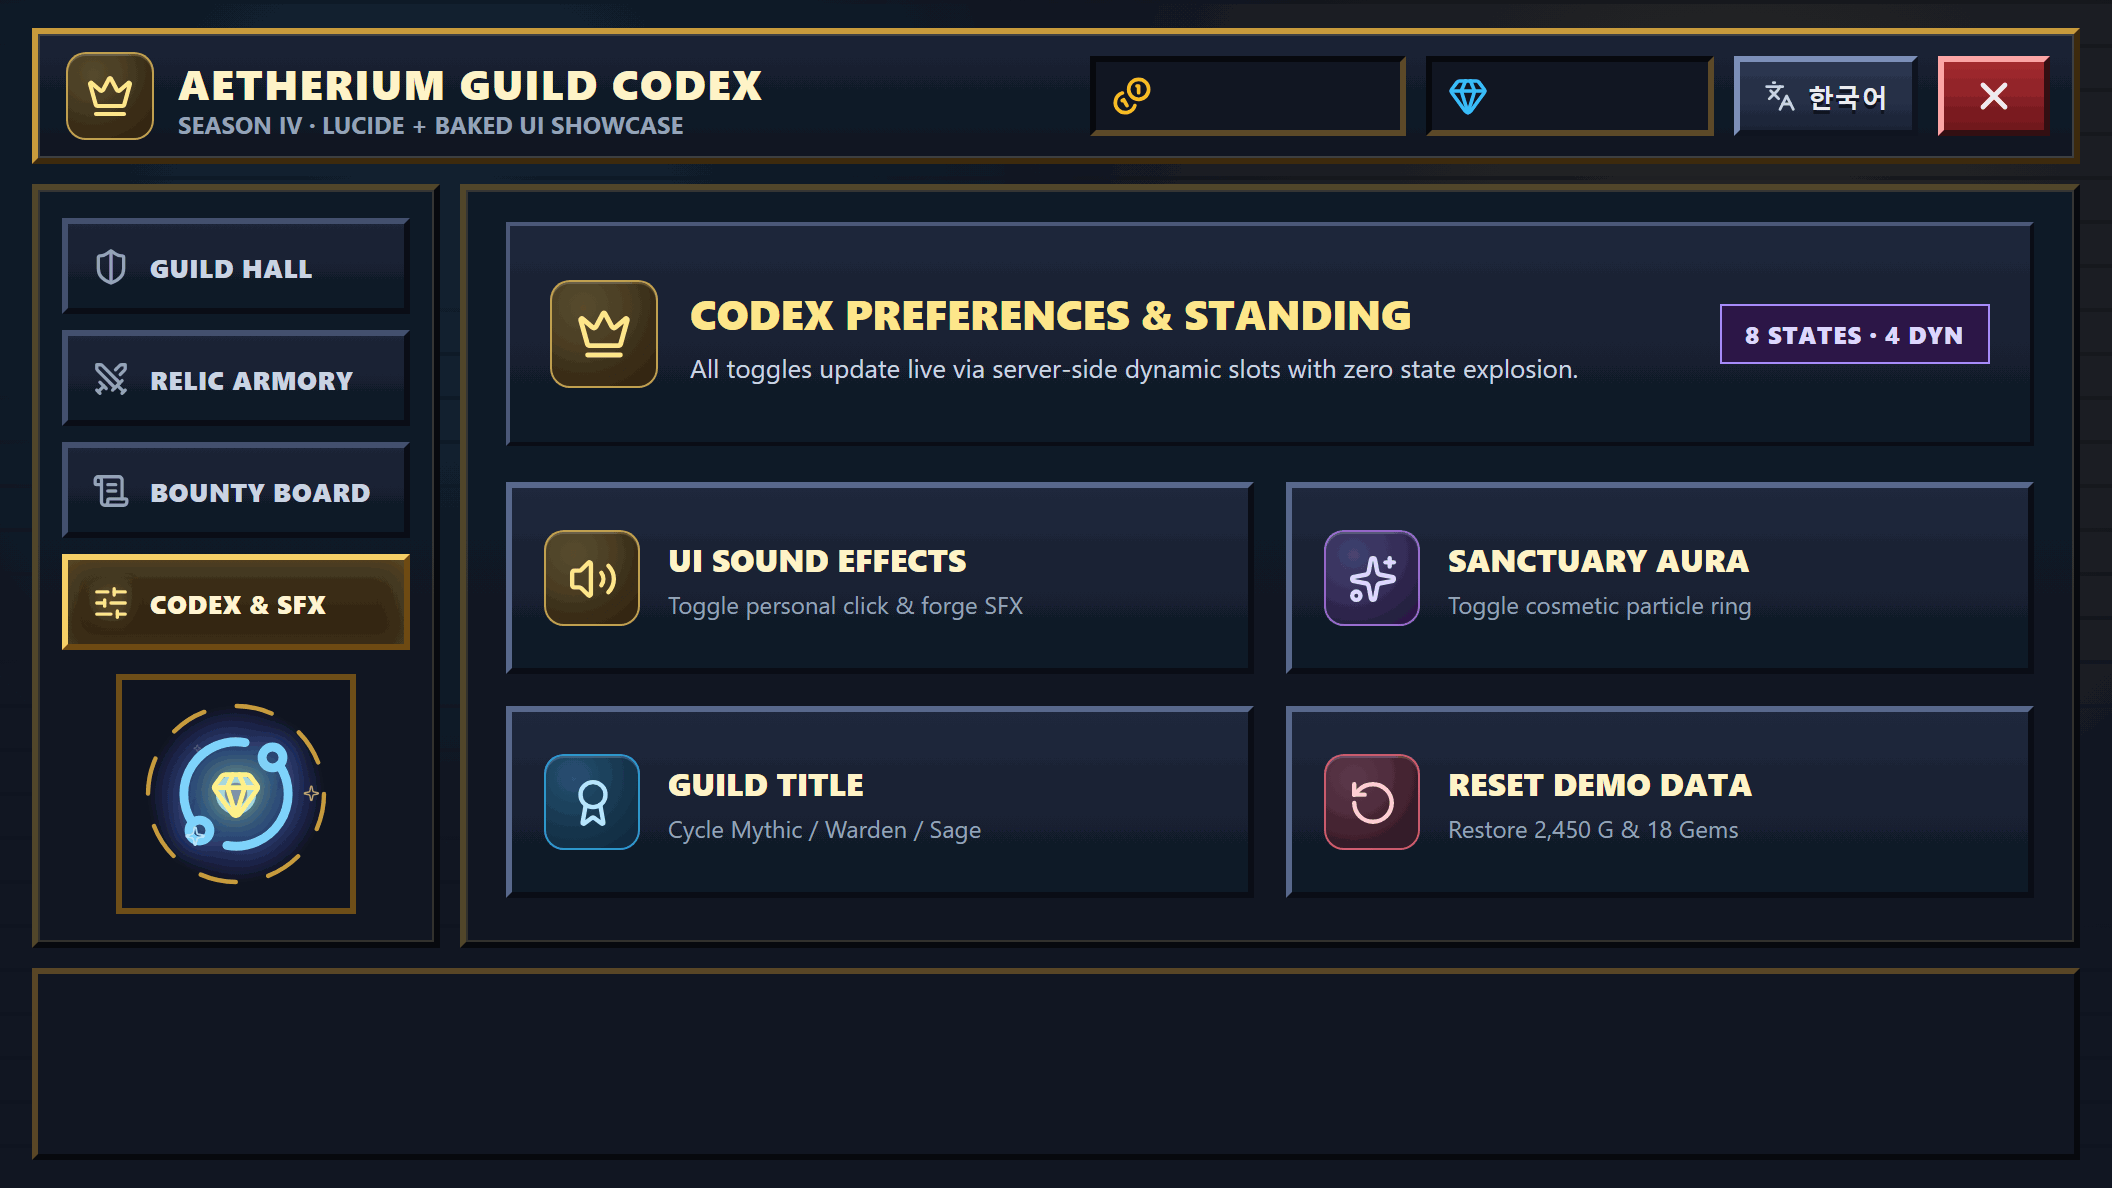 AETHERIUM GUILD CODEX
SEASON IV · LUCIDE + BAKED UI SHOWCASE
한국어
GUILD HALL
RELIC ARMORY
BOUNTY BOARD
CODEX & SFX
CODEX PREFERENCES & STANDING
All toggles update live via server-side dynamic slots with zero state explosion.
8 STATES · 4 DYN
UI SOUND EFFECTS
Toggle personal click & forge SFX
SANCTUARY AURA
Toggle cosmetic particle ring
GUILD TITLE
Cycle Mythic / Warden / Sage
RESET DEMO DATA
Restore 2,450 G & 18 Gems